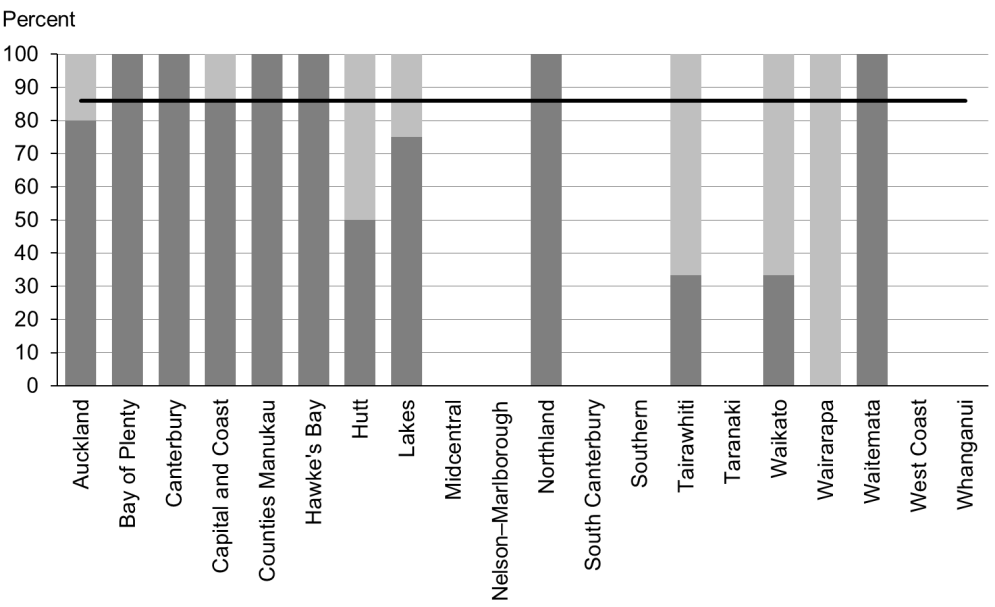 Percent
100
90
80
70
60
50
40
30
20
10
0
Auckland
Bay of Plenty
Canterbury
Capital and Coast
Counties Manukau
Hawke's Bay
Hutt
Lakes
Midcentral
Nelson–Marlborough
Northland
South Canterbury
Southern
Tairawhiti
Taranaki
Waikato
Wairarapa
Waitemata
West Coast
Whanganui